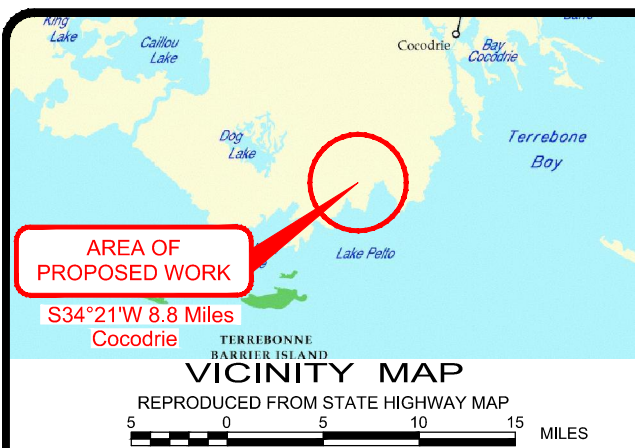 King
Lake
Caillou
Lake
Cocodrie
Bay
Cocodrie
Dog
Lake
Terrebone
Bay
AREA OF
PROPOSED WORK
Lake Pelto
S34°21'W 8.8 Miles
Cocodrie
TERREBONNE
BARRIER ISLAND
VICINITY MAP
REPRODUCED FROM STATE HIGHWAY MAP
5 0 5 10 15
MILES